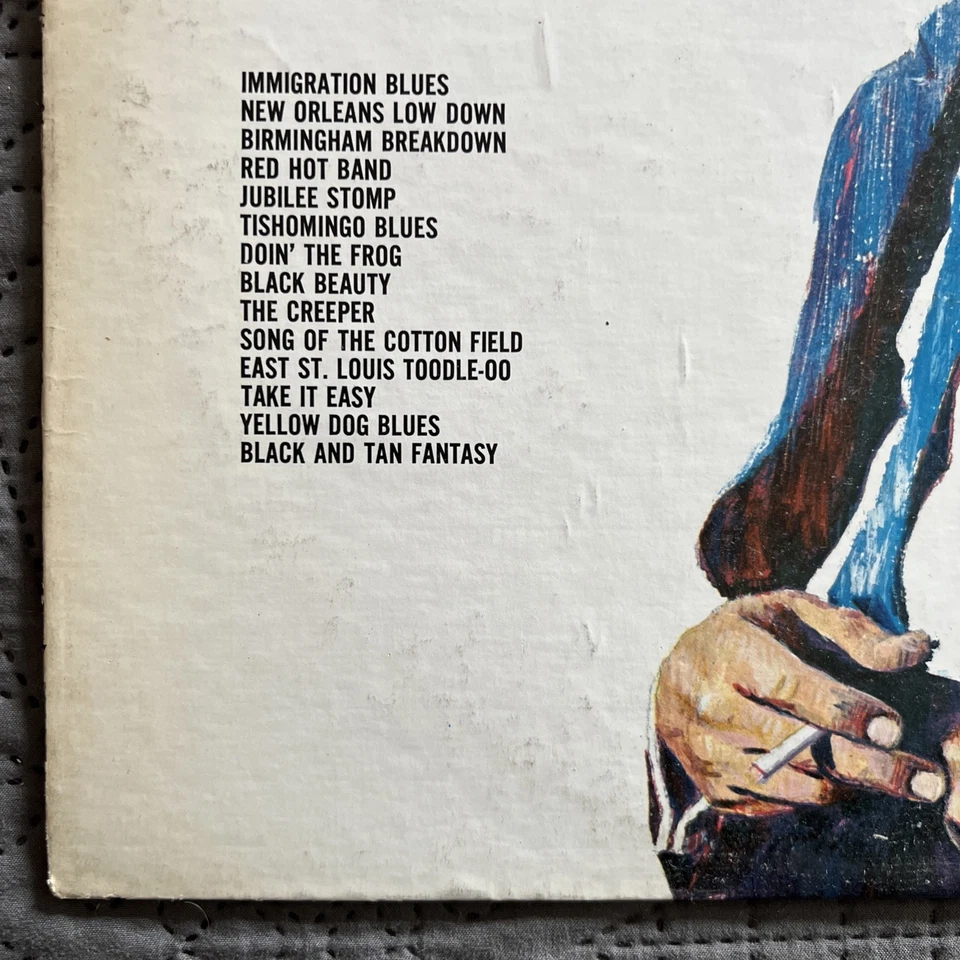 IMMIGRATION BLUES
NEW ORLEANS LOW DOWN
BIRMINGHAM BREAKDOWN
RED HOT BAND
JUBILEE STOMP
TISHOMINGO BLUES
DOIN' THE FROG
BLACK BEAUTY
THE CREEPER
SONG OF THE COTTON FIELD
EAST ST. LOUIS TOODLE-OO
TAKE IT EASY
YELLOW DOG BLUES
BLACK AND TAN FANTASY